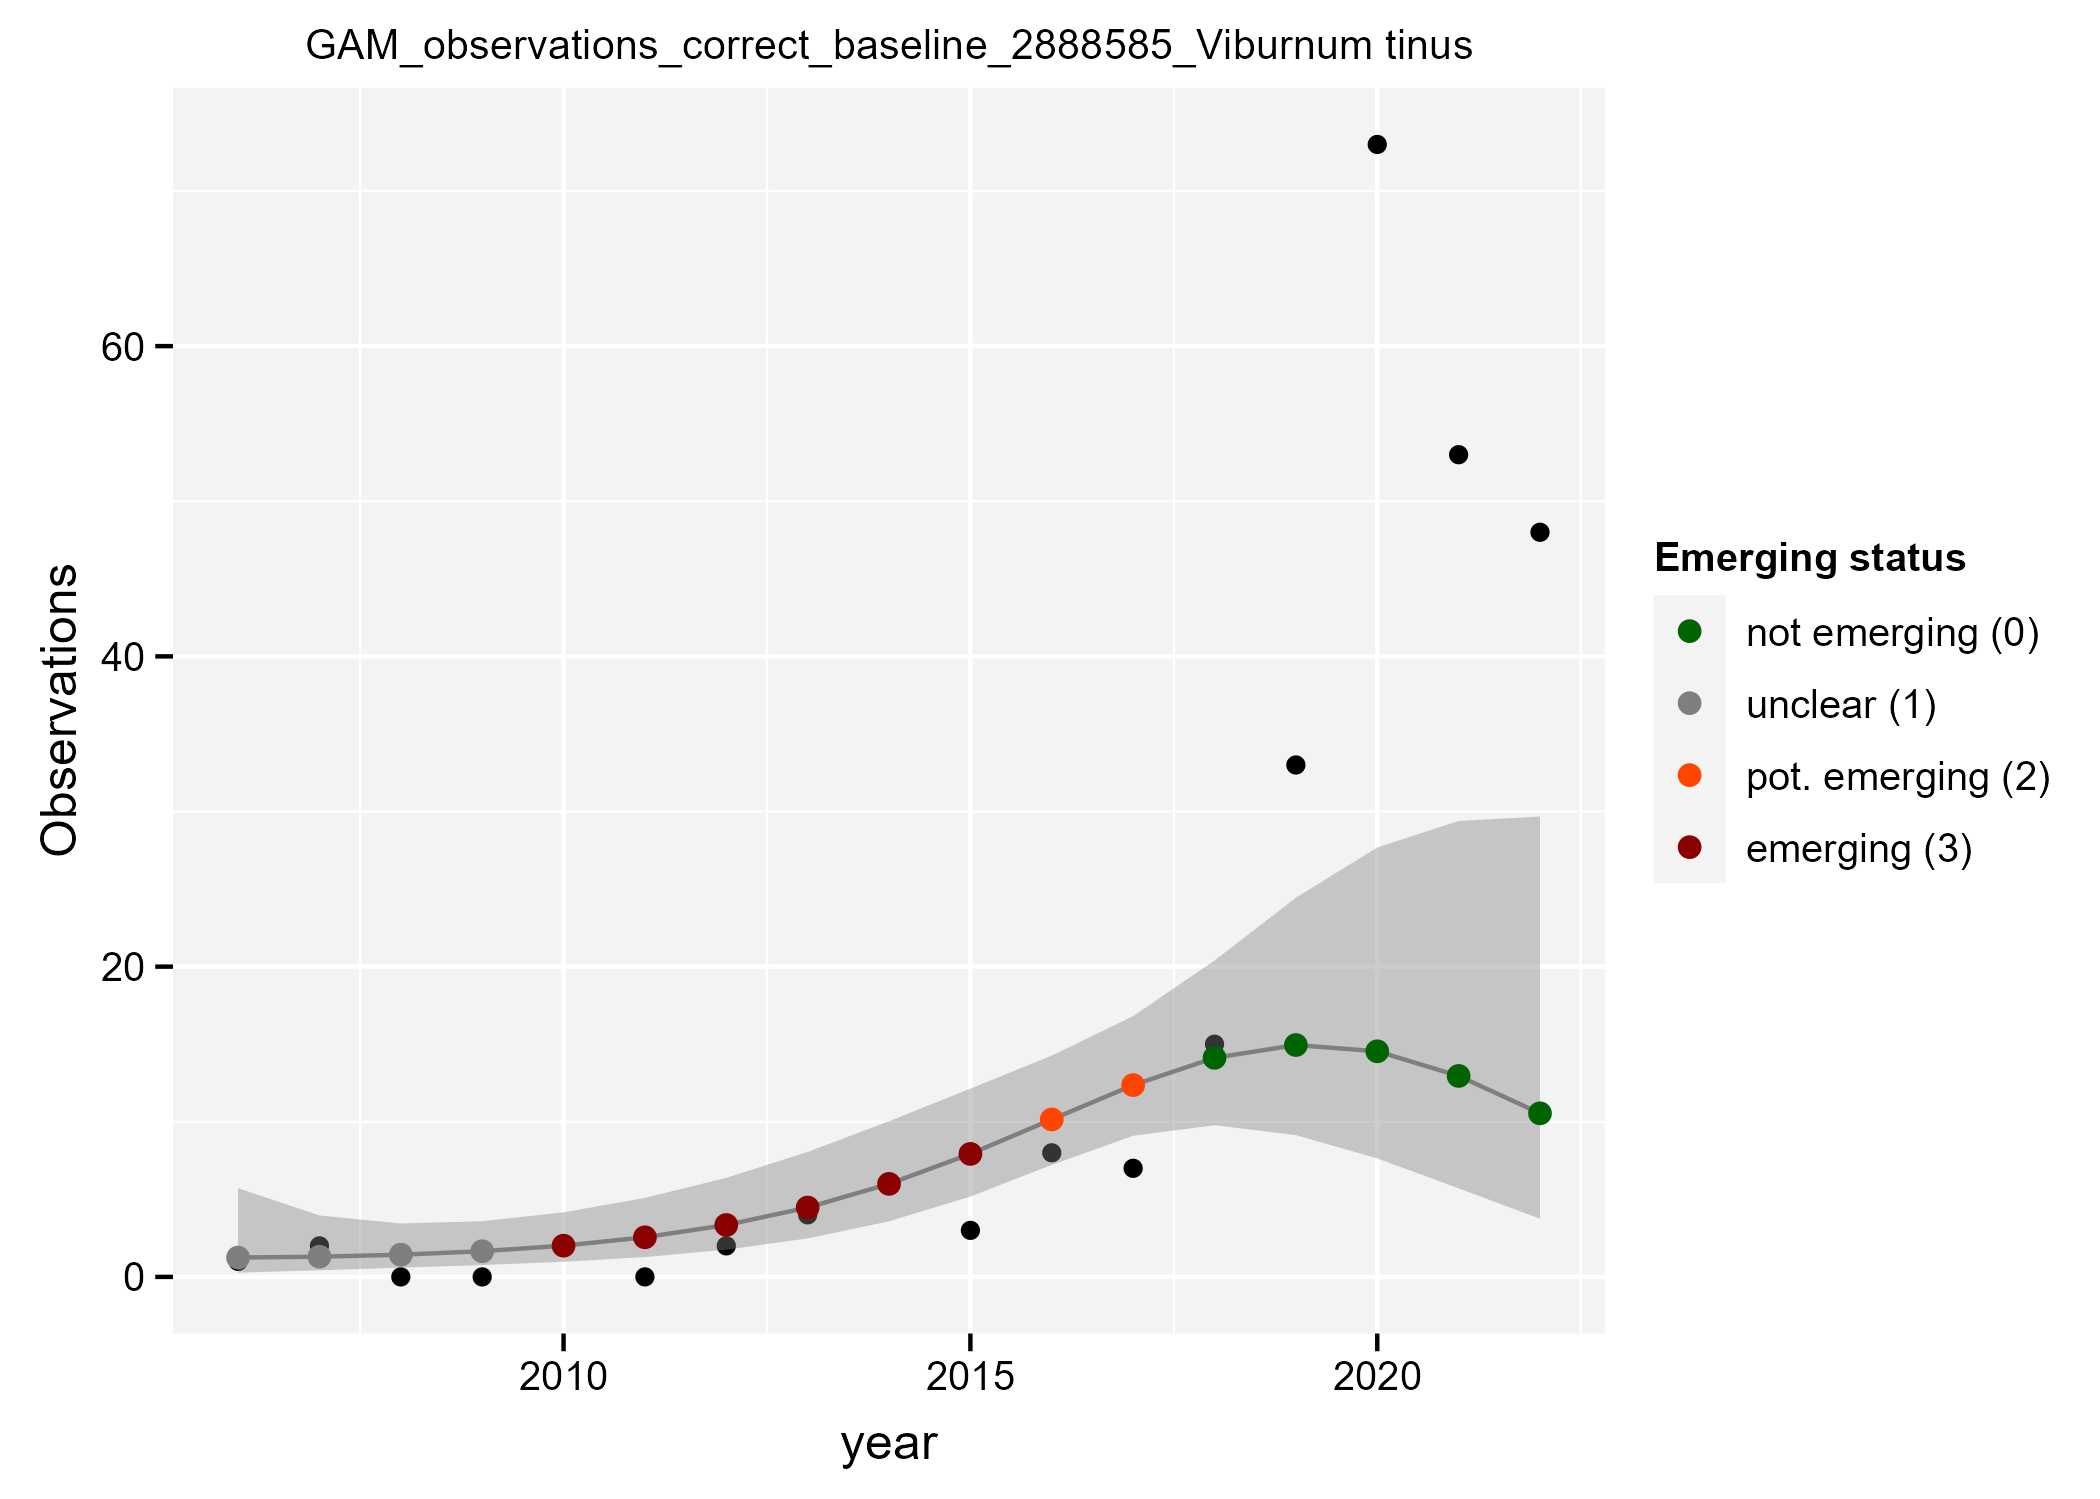 GAM_observations_correct_baseline_2888585_Viburnum tinus
Observations
60
40
20
0
2010
2015
2020
year
Emerging status
not emerging (0)
unclear (1)
pot. emerging (2)
emerging (3)